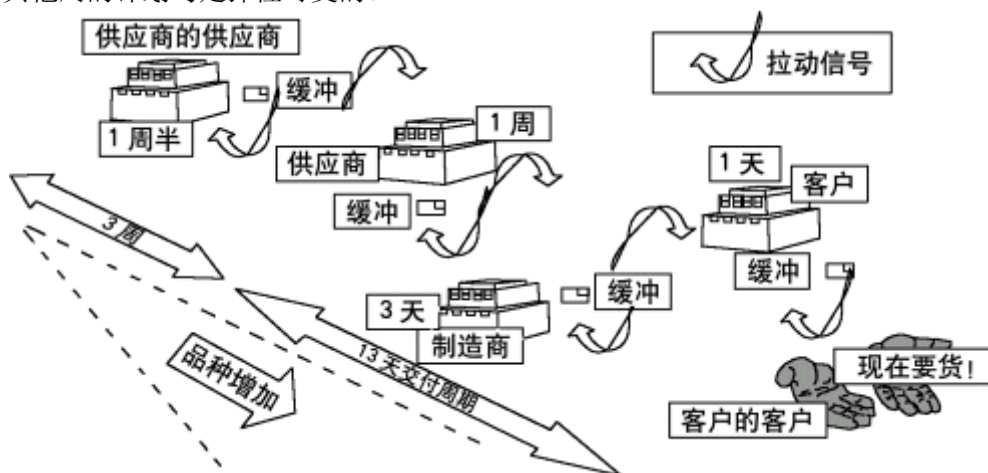 供应商的供应商
缓冲
拉动信号
1周半
1周
供应商
1天
客户
缓冲
3周
缓冲
缓冲
3天
制造商
13天交付周期
品种增加
现在要货!
客户的客户